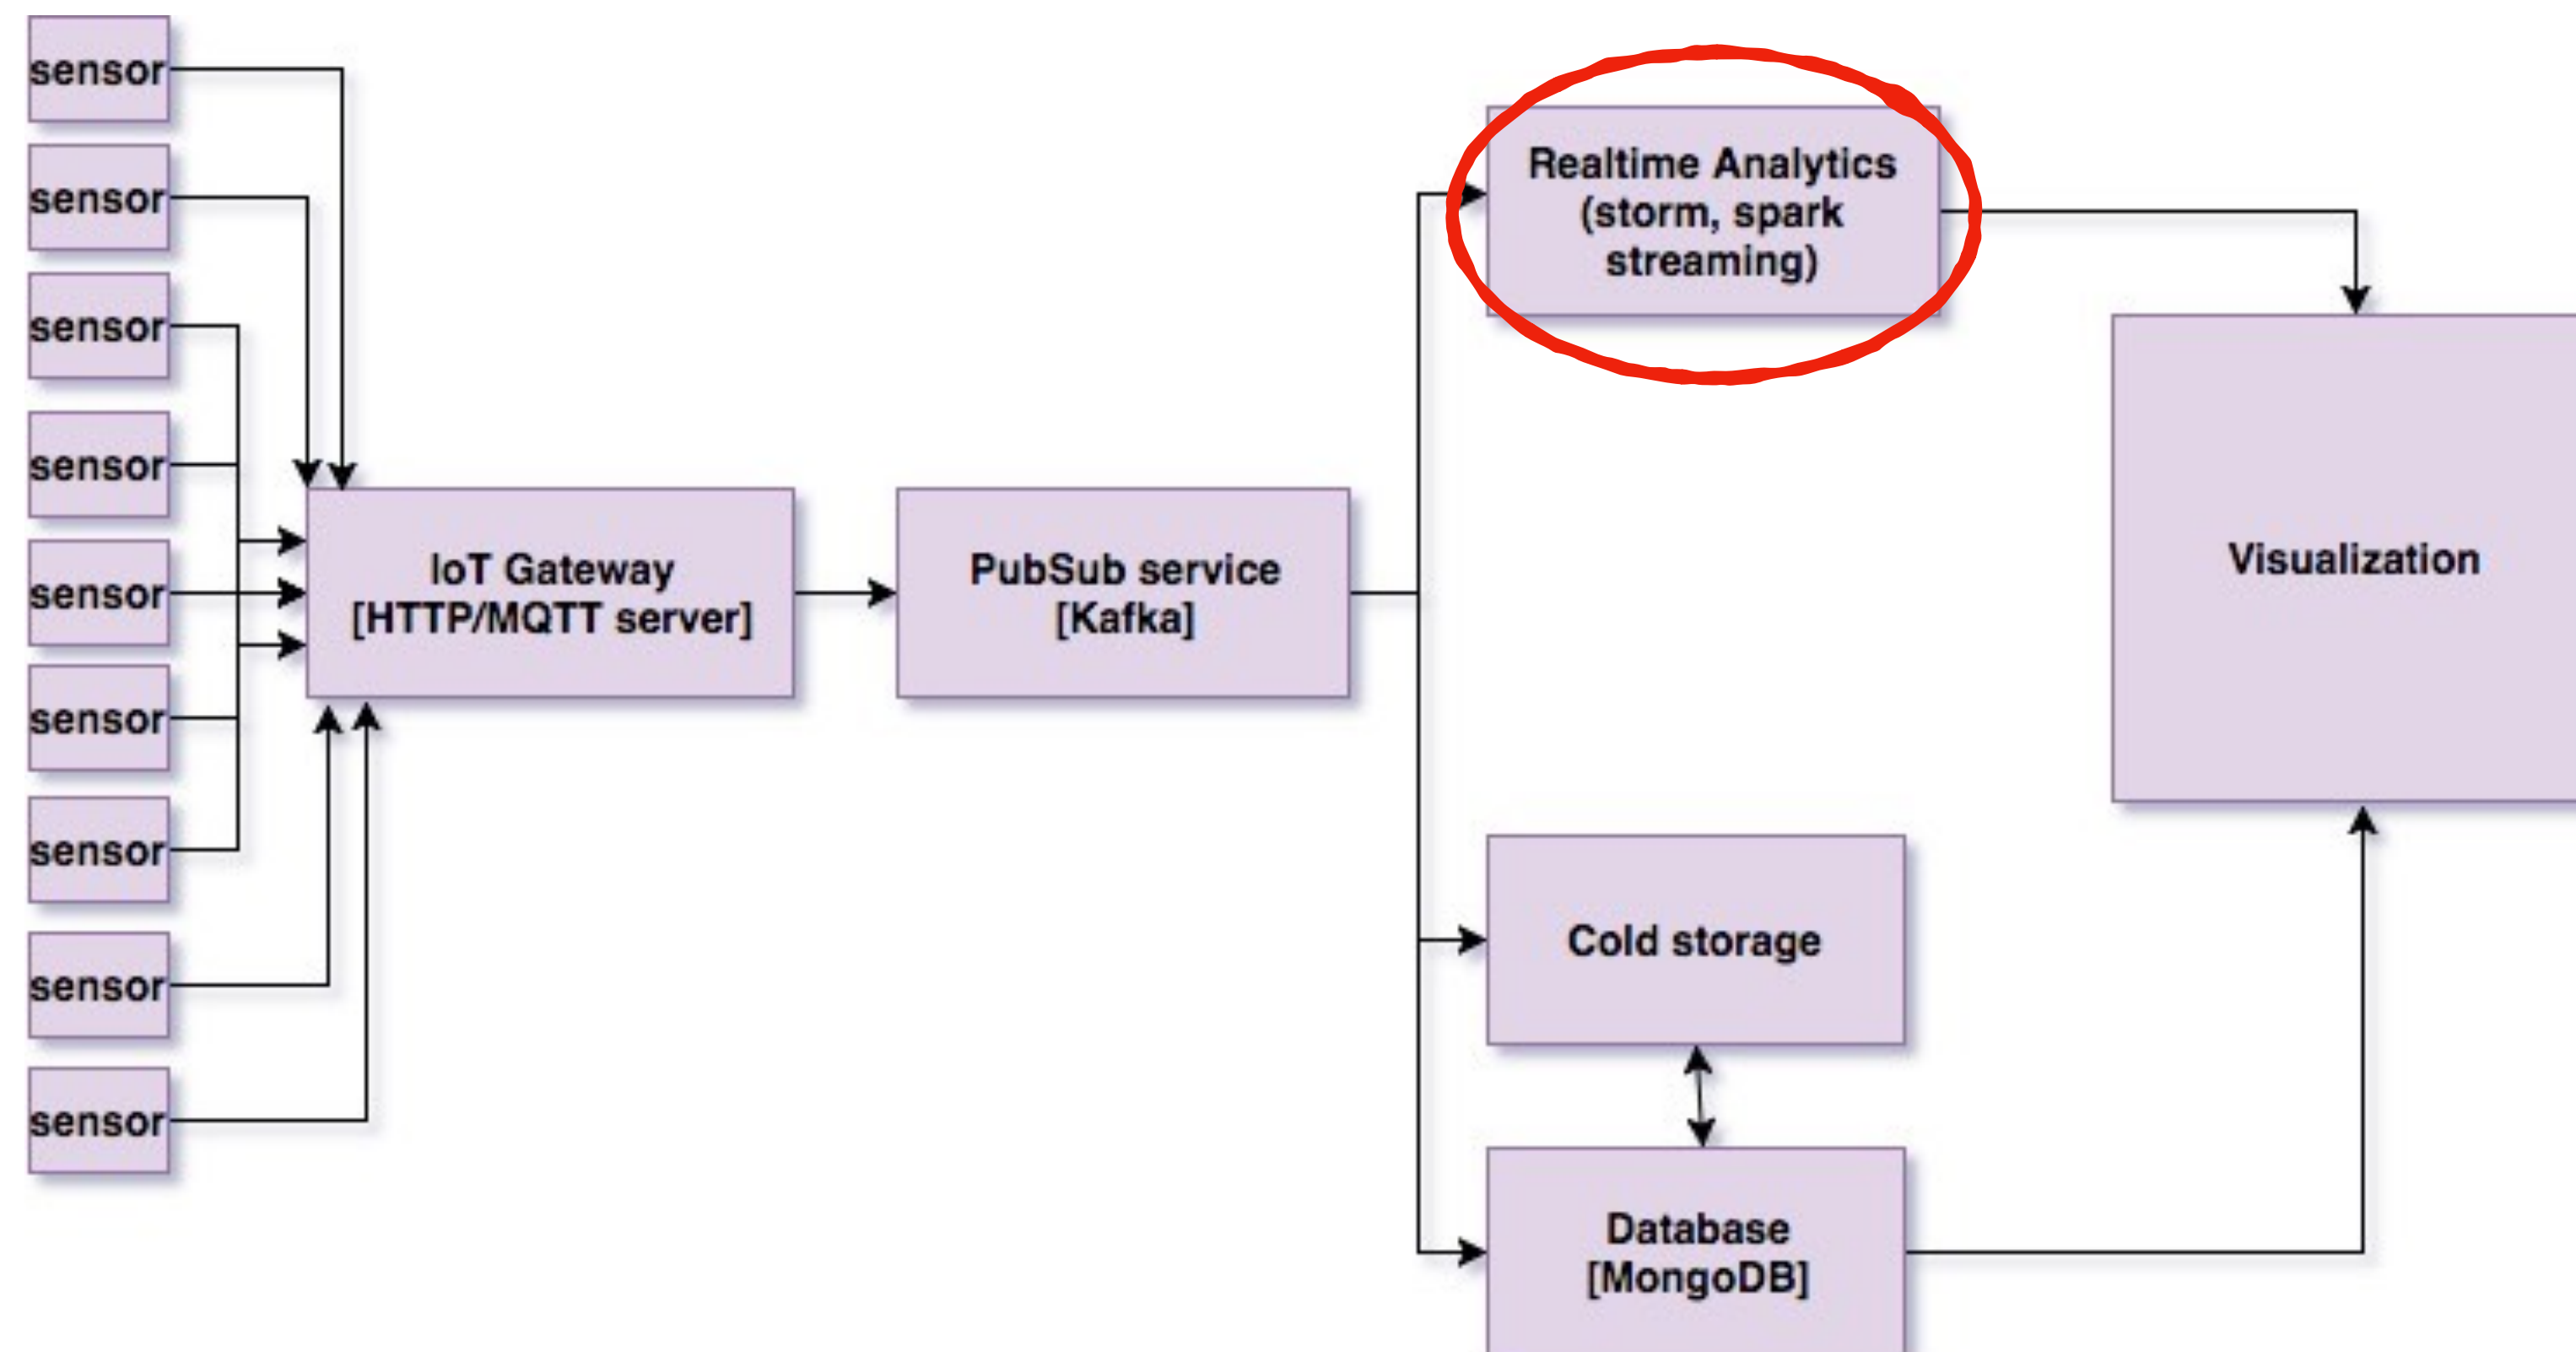 sensor
sensor
sensor
sensor
sensor
sensor
sensor
sensor
sensor
IoT Gateway
[HTTP/MQTT server]
PubSub service
[Kafka]
Realtime Analytics
(storm, spark
streaming)
Cold storage
Database
[MongoDB]
Visualization